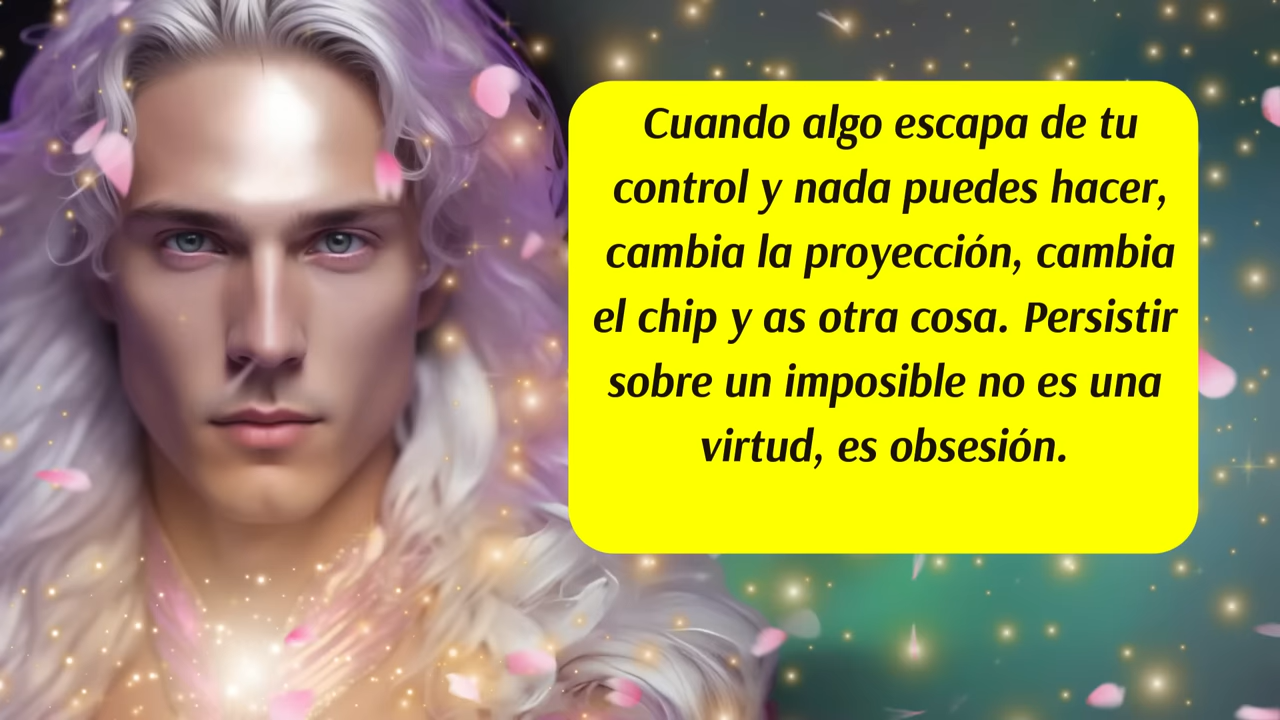 Cuando algo escapa de tu
control y nada puedes hacer,
cambia la proyección, cambia
el chip y as otra cosa. Persistir
sobre un imposible no es una
virtud, es obsesión.